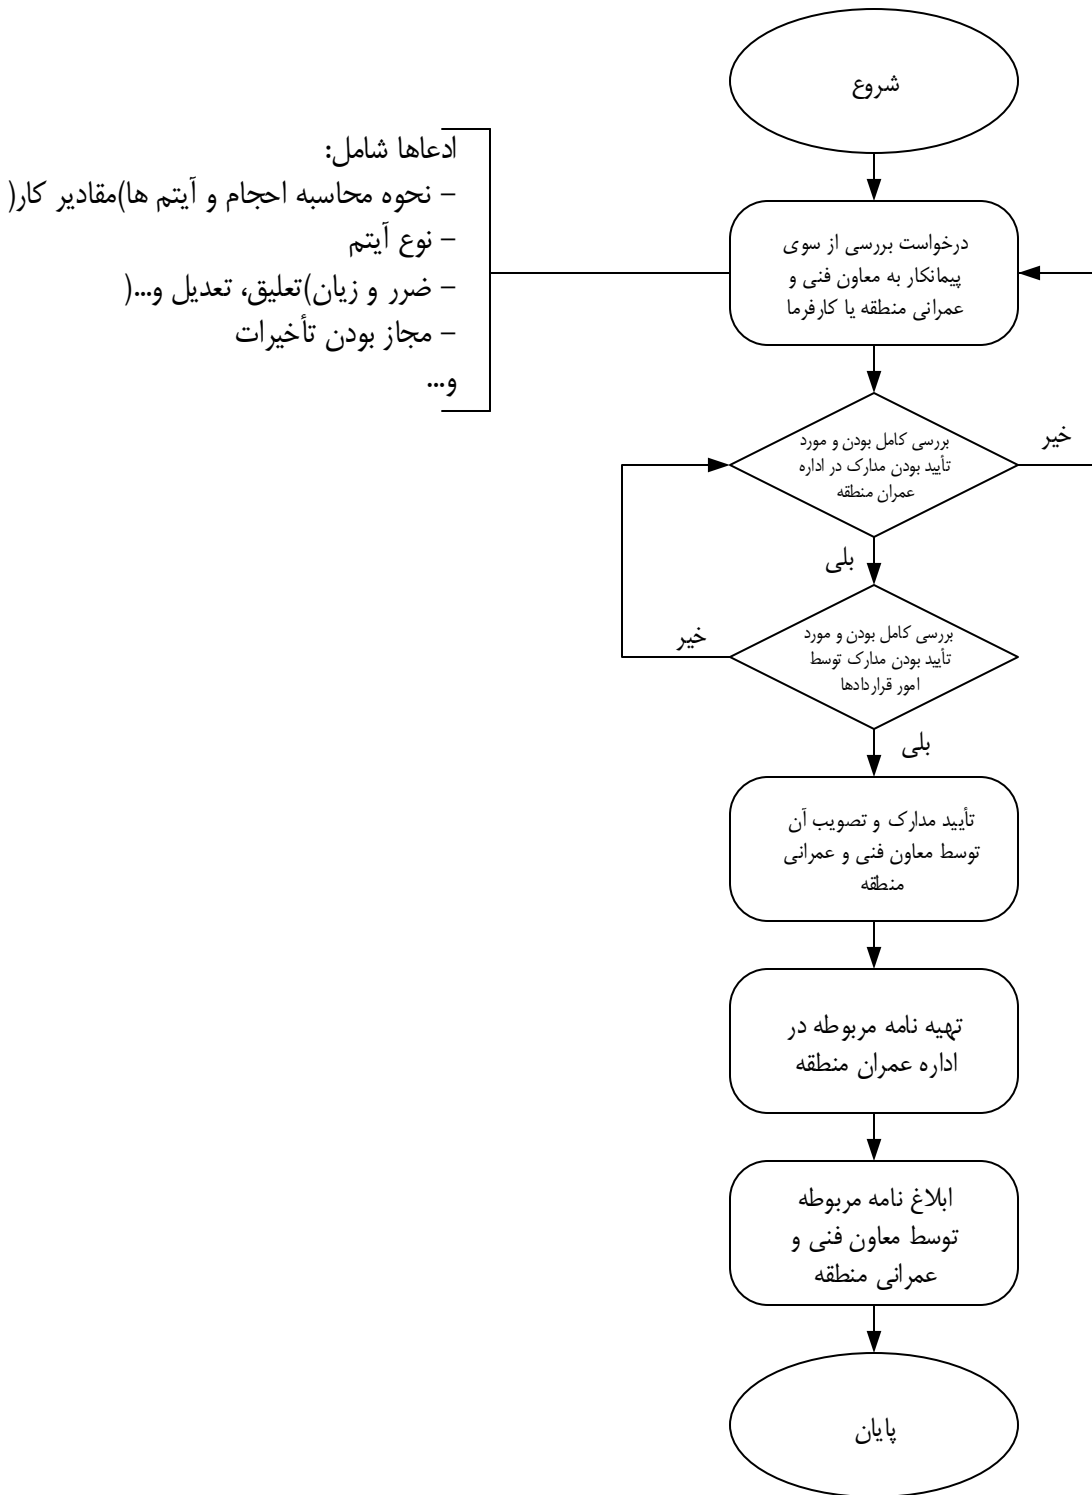 شروع
ادعاها شامل:
– نحوه محاسبه احجام و آیتم ها)مقادیر کار(
– نوع آیتم
– ضرر و زیان)تعلیق، تعدیل و...(
– مجاز بودن تأخیرات
و...
درخواست بررسی از سوی
پیمانکار به معاون فنی و
عمرانی منطقه یا کارفرما
بررسی کامل بودن و مورد
تأیید بودن مدارک در اداره
عمران منطقه
خیر
بلی
بررسی کامل بودن و مورد
تأیید بودن مدارک توسط
امور قراردادها
خیر
بلی
تأیید مدارک و تصویب آن
توسط معاون فنی و عمرانی
منطقه
تهیه نامه مربوطه در
اداره عمران منطقه
ابلاغ نامه مربوطه
توسط معاون فنی و
عمرانی منطقه
پایان